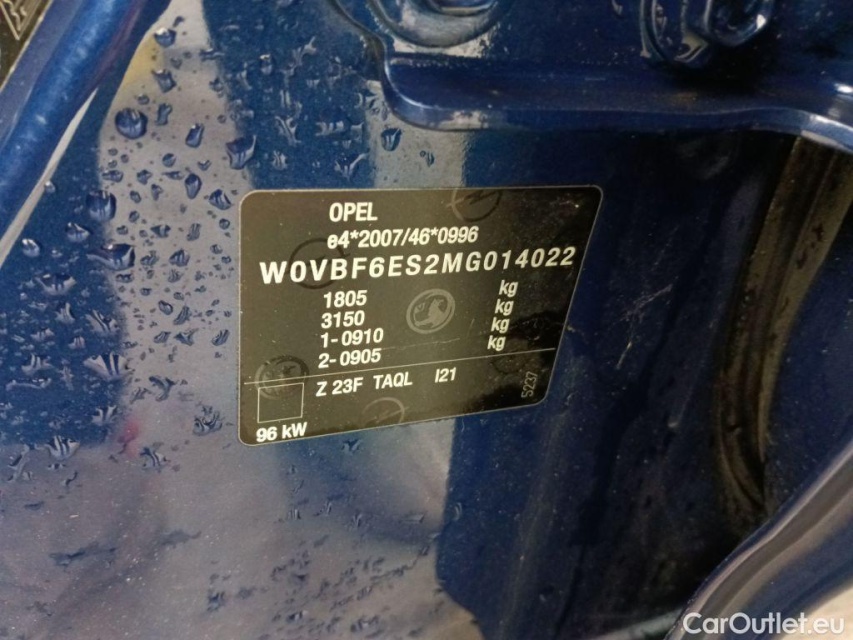 OPEL
e4*2007/46*0996
W0VBF6ES2MG014022
1805 kg
3150 kg
1-0910 kg
2-0905 kg
Z 23F TAQL I21
S237
96 kW
CarOutlet.eu